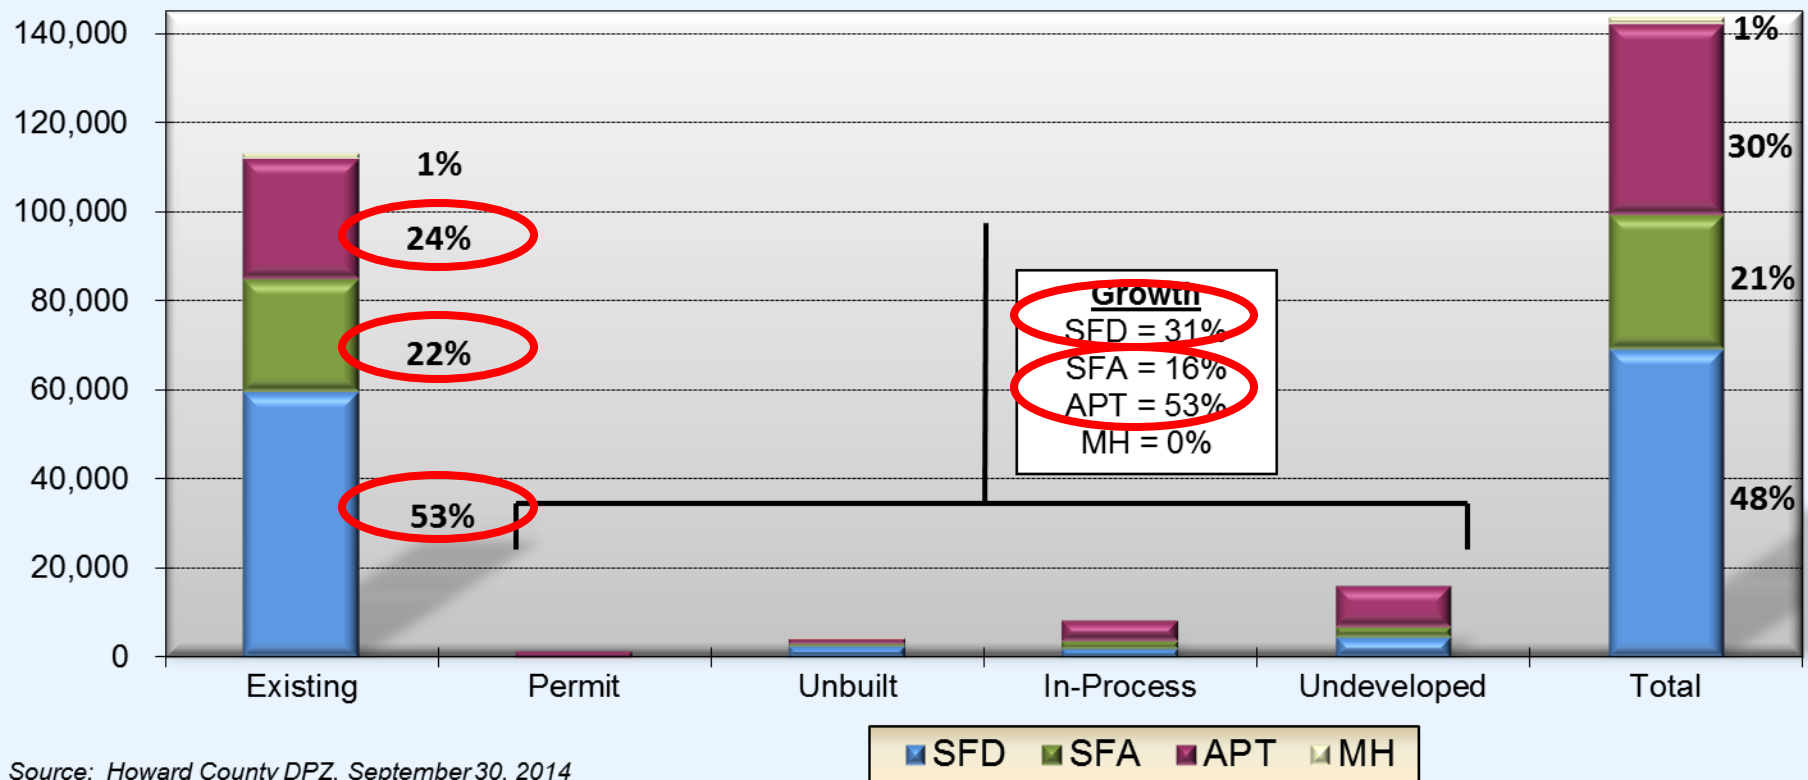 140,000
120,000
100,000
80,000
60,000
40,000
20,000
0
1%
24%
22%
53%
Growth
SFD = 31%
SFA = 16%
APT = 53%
MH = 0%
1%
30%
21%
48%
Existing Permit Unbuilt In-Process Undeveloped Total
SFD SFA APT MH
Source: Howard County DPZ, September 30, 2014